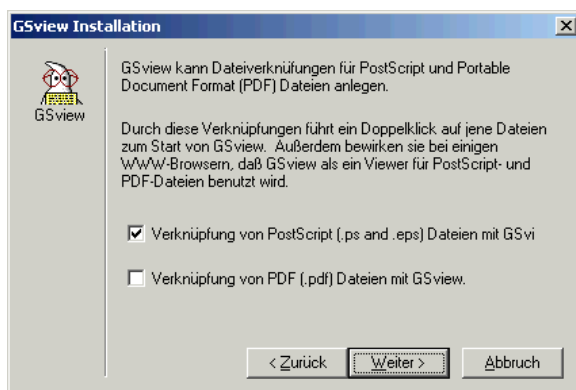 GSview Installation
GSview kann Dateiverknüfungen für PostScript und Portable
Document Format (PDF) Dateien anlegen.
GSview
Durch diese Verknüpfungen führt ein Doppelklick auf jene Dateien
zum Start von GSview. Außerdem bewirken sie bei einigen
WWW-Browsern, daß GSview als ein Viewer für PostScript- und
PDF-Dateien benutzt wird.
Verknüpfung von PostScript (.ps and .eps) Dateien mit GSvi
Verknüpfung von PDF (.pdf) Dateien mit GSview.
< Zurück Weiter > Abbruch